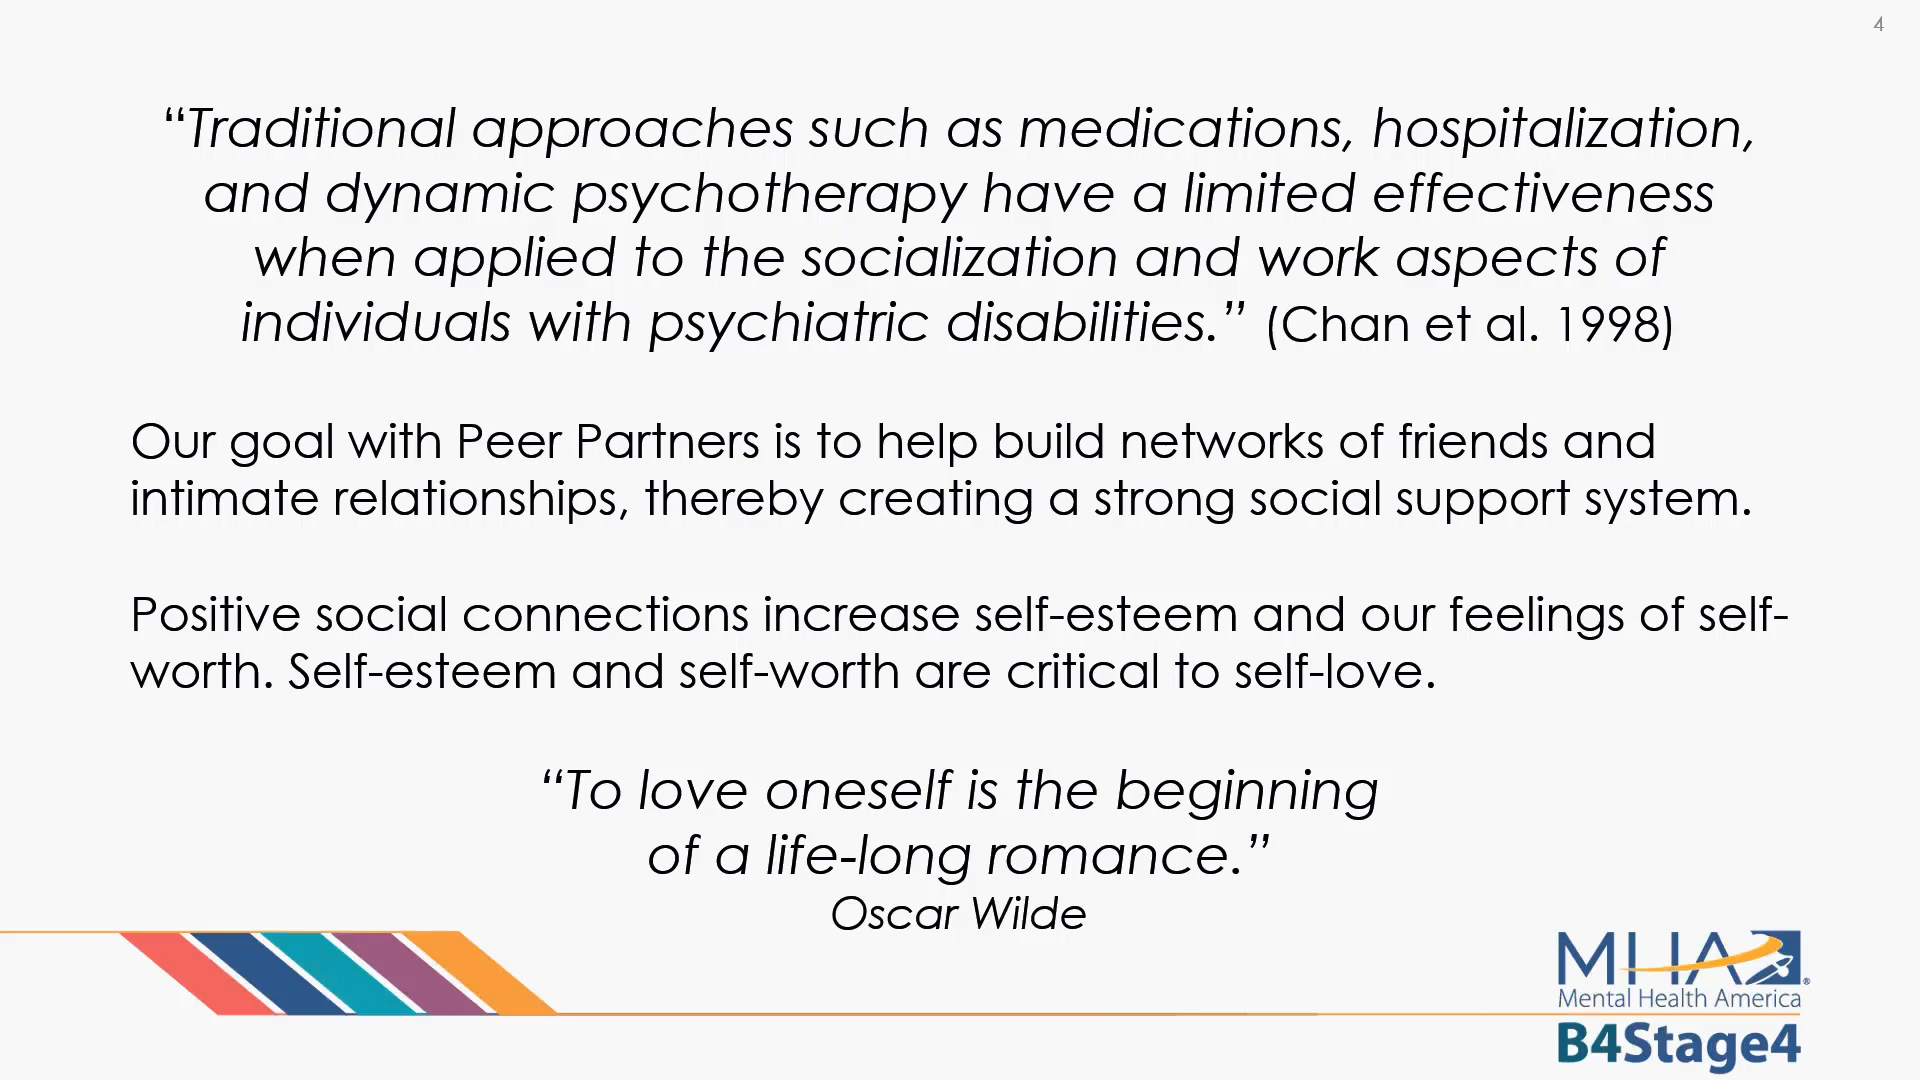 4
“Traditional approaches such as medications, hospitalization,
and dynamic psychotherapy have a limited effectiveness
when applied to the socialization and work aspects of
individuals with psychiatric disabilities.” (Chan et al. 1998)
Our goal with Peer Partners is to help build networks of friends and
intimate relationships, thereby creating a strong social support system.
Positive social connections increase self-esteem and our feelings of self-
worth. Self-esteem and self-worth are critical to self-love.
“To love oneself is the beginning
of a life-long romance.”
Oscar Wilde
MHA®
Mental Health America
B4Stage4